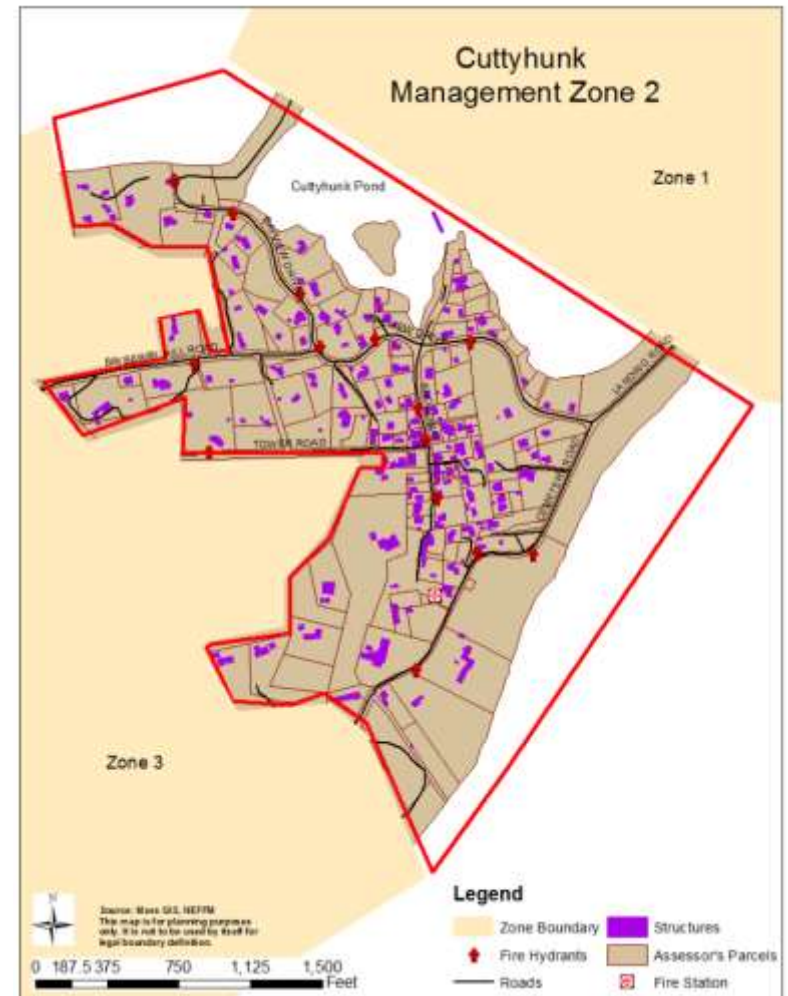 Cuttyhunk
Management Zone 2
Zone 1
Cuttyhunk Pond
TOWER ROAD
Zone 3
N
Source: Mass GIS, NEFFM
This map is for planning purposes
only. It is not to be used by itself for
legal boundary definition.
0 187.5 375 750 1,125 1,500
Feet
Legend
Zone Boundary
Structures
Fire Hydrants
Assessor's Parcels
Roads
Fire Station